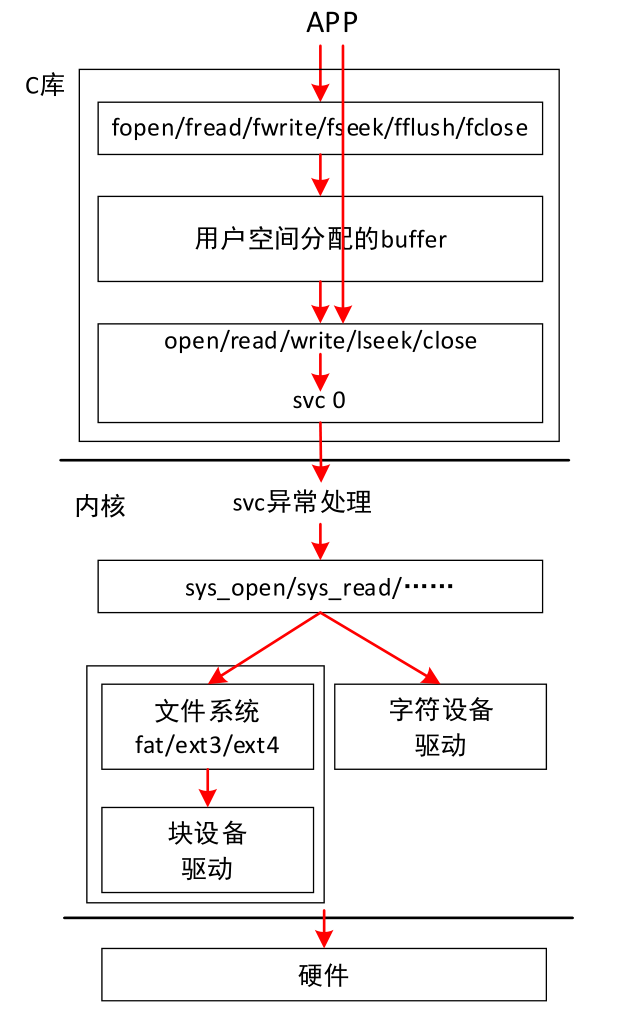 APP
C库
fopen/fread/fwrite/fseek/fflush/fclose
用户空间分配的buffer
open/read/write/lseek/close
svc 0
内核
svc异常处理
sys_open/sys_read/……
文件系统
fat/ext3/ext4
字符设备
驱动
块设备
驱动
硬件